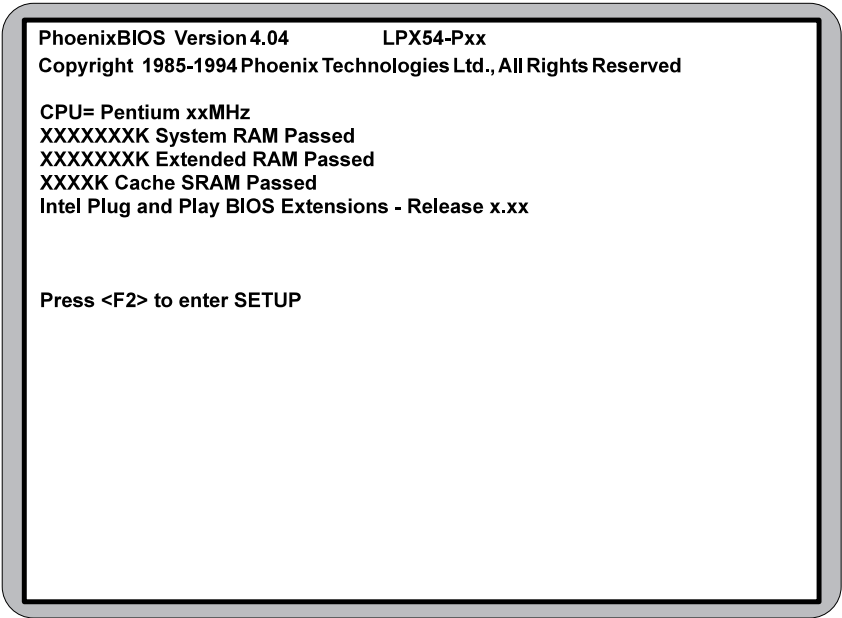 PhoenixBIOS Version 4.04 LPX54-Pxx
Copyright 1985-1994 Phoenix Technologies Ltd., All Rights Reserved
CPU= Pentium xxMHz
XXXXXXXK System RAM Passed
XXXXXXXK Extended RAM Passed
XXXXK Cache SRAM Passed
Intel Plug and Play BIOS Extensions - Release x.xx
Press <F2> to enter SETUP